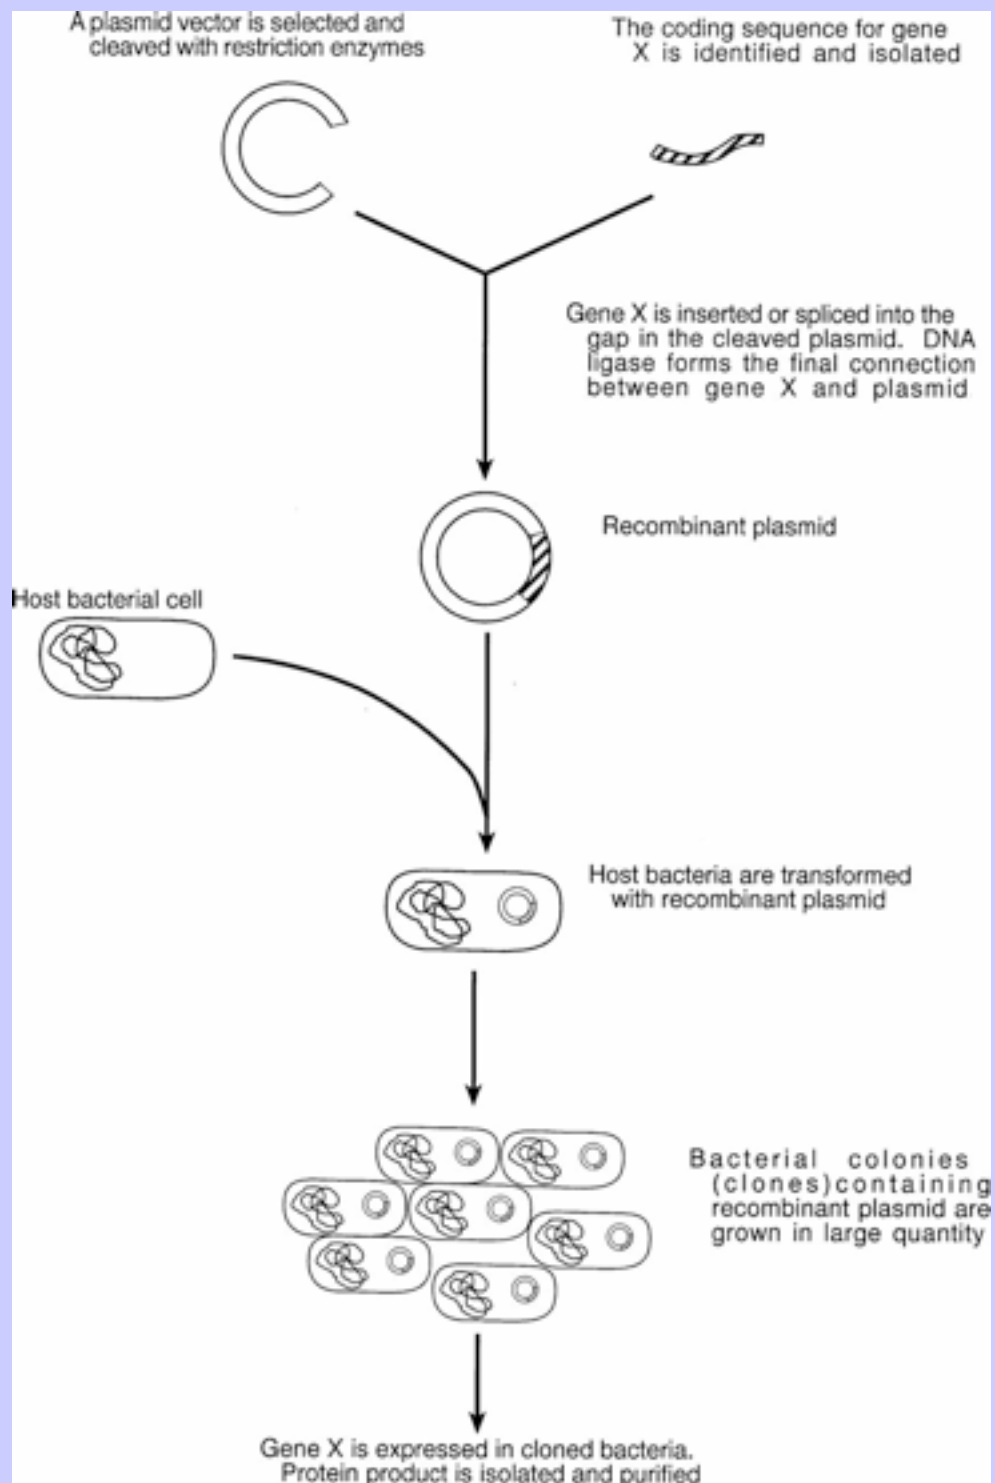 A plasmid vector is selected and
cleaved with restriction enzymes
The coding sequence for gene
X is identified and isolated
Gene X is inserted or spliced into the
gap in the cleaved plasmid. DNA
ligase forms the final connection
between gene X and plasmid
Recombinant plasmid
Host bacterial cell
Host bacteria are transformed
with recombinant plasmid
Bacterial colonies
(clones) containing
recombinant plasmid are
grown in large quantity
Gene X is expressed in cloned bacteria.
Protein product is isolated and purified